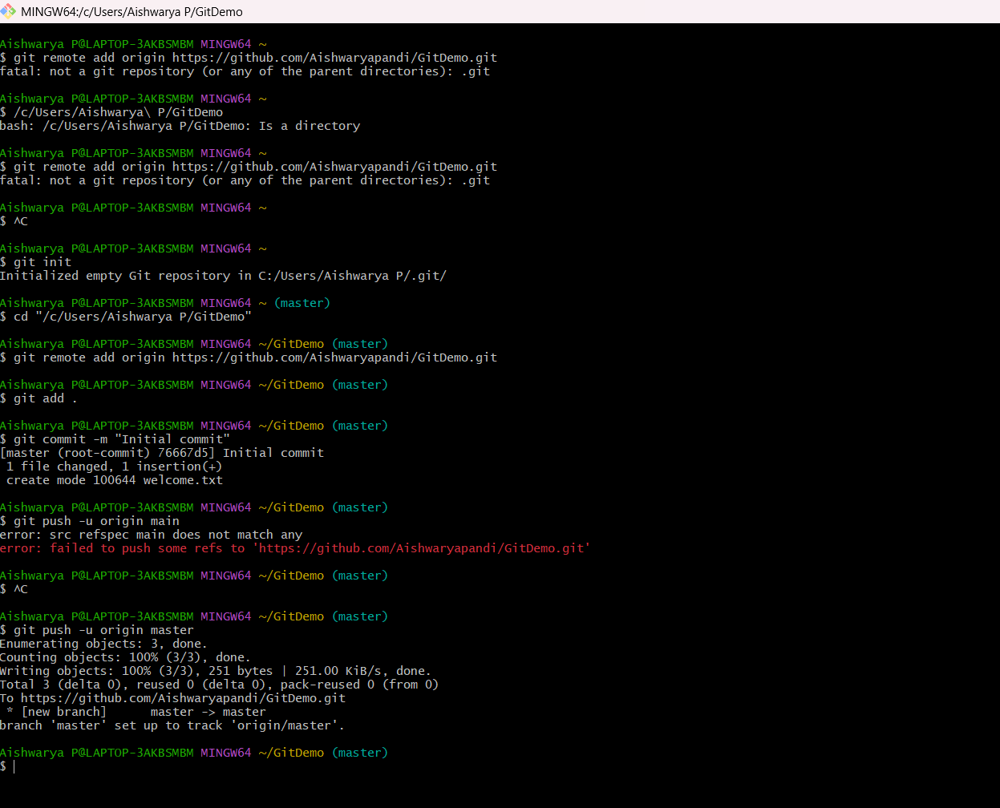 MINGW64:/c/Users/Aishwarya P/GitDemo
Aishwarya P@LAPTOP-3AKBSMBM MINGW64 ~
$ git remote add origin https://github.com/Aishwaryapandi/GitDemo.git
fatal: not a git repository (or any of the parent directories): .git
Aishwarya P@LAPTOP-3AKBSMBM MINGW64 ~
$ /c/Users/Aishwarya\ P/GitDemo
bash: /c/Users/Aishwarya P/GitDemo: Is a directory
Aishwarya P@LAPTOP-3AKBSMBM MINGW64 ~
$ git remote add origin https://github.com/Aishwaryapandi/GitDemo.git
fatal: not a git repository (or any of the parent directories): .git
Aishwarya P@LAPTOP-3AKBSMBM MINGW64 ~
$ ^C
Aishwarya P@LAPTOP-3AKBSMBM MINGW64 ~
$ git init
Initialized empty Git repository in C:/Users/Aishwarya P/.git/
Aishwarya P@LAPTOP-3AKBSMBM MINGW64 ~ (master)
$ cd "/c/Users/Aishwarya P/GitDemo"
Aishwarya P@LAPTOP-3AKBSMBM MINGW64 ~/GitDemo (master)
$ git remote add origin https://github.com/Aishwaryapandi/GitDemo.git
Aishwarya P@LAPTOP-3AKBSMBM MINGW64 ~/GitDemo (master)
$ git add .
Aishwarya P@LAPTOP-3AKBSMBM MINGW64 ~/GitDemo (master)
$ git commit -m "Initial commit"
[master (root-commit) 76667d5] Initial commit
 1 file changed, 1 insertion(+)
 create mode 100644 welcome.txt
Aishwarya P@LAPTOP-3AKBSMBM MINGW64 ~/GitDemo (master)
$ git push -u origin main
error: src refspec main does not match any
error: failed to push some refs to 'https://github.com/Aishwaryapandi/GitDemo.git'
Aishwarya P@LAPTOP-3AKBSMBM MINGW64 ~/GitDemo (master)
$ ^C
Aishwarya P@LAPTOP-3AKBSMBM MINGW64 ~/GitDemo (master)
$ git push -u origin master
Enumerating objects: 3, done.
Counting objects: 100% (3/3), done.
Writing objects: 100% (3/3), 251 bytes | 251.00 KiB/s, done.
Total 3 (delta 0), reused 0 (delta 0), pack-reused 0 (from 0)
To https://github.com/Aishwaryapandi/GitDemo.git
 * [new branch]      master -> master
branch 'master' set up to track 'origin/master'.
Aishwarya P@LAPTOP-3AKBSMBM MINGW64 ~/GitDemo (master)
$